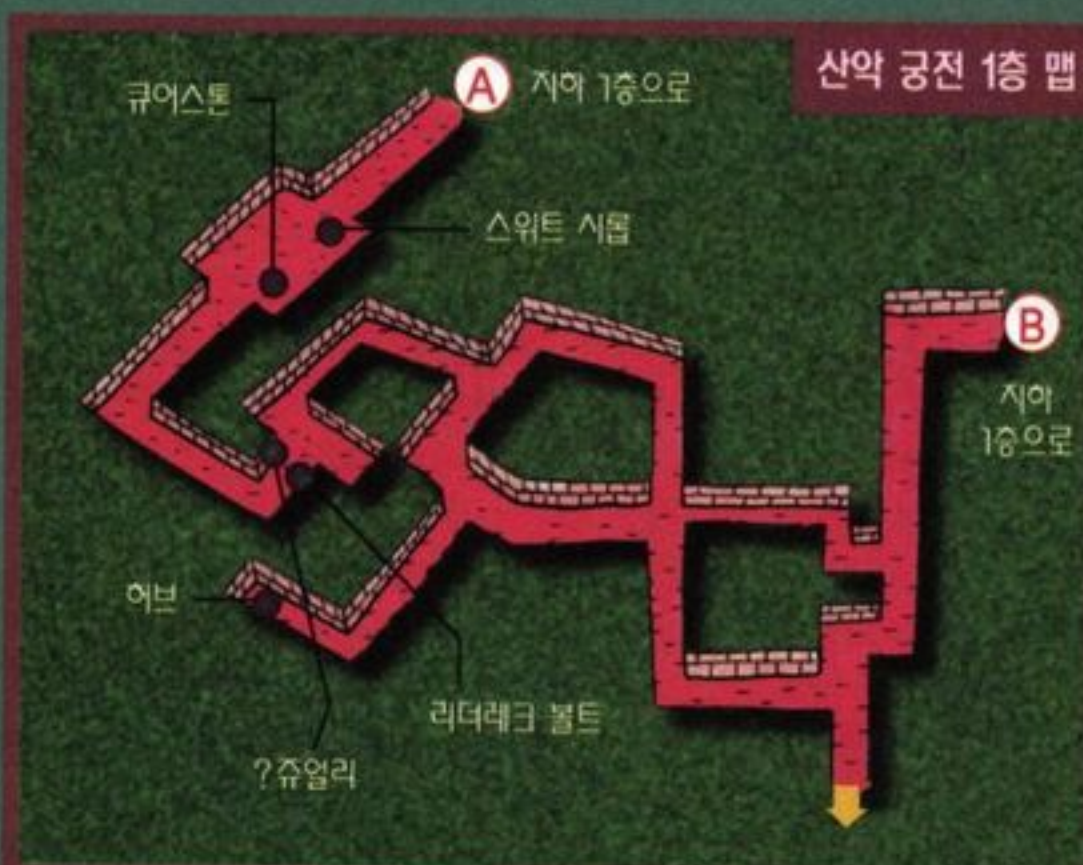 산악 궁전 1층 맵
큐어스톤
A 지하 1층으로
스위트 시롭
B
지하
1층으로
허브
리더레크 볼트
?쥬얼리